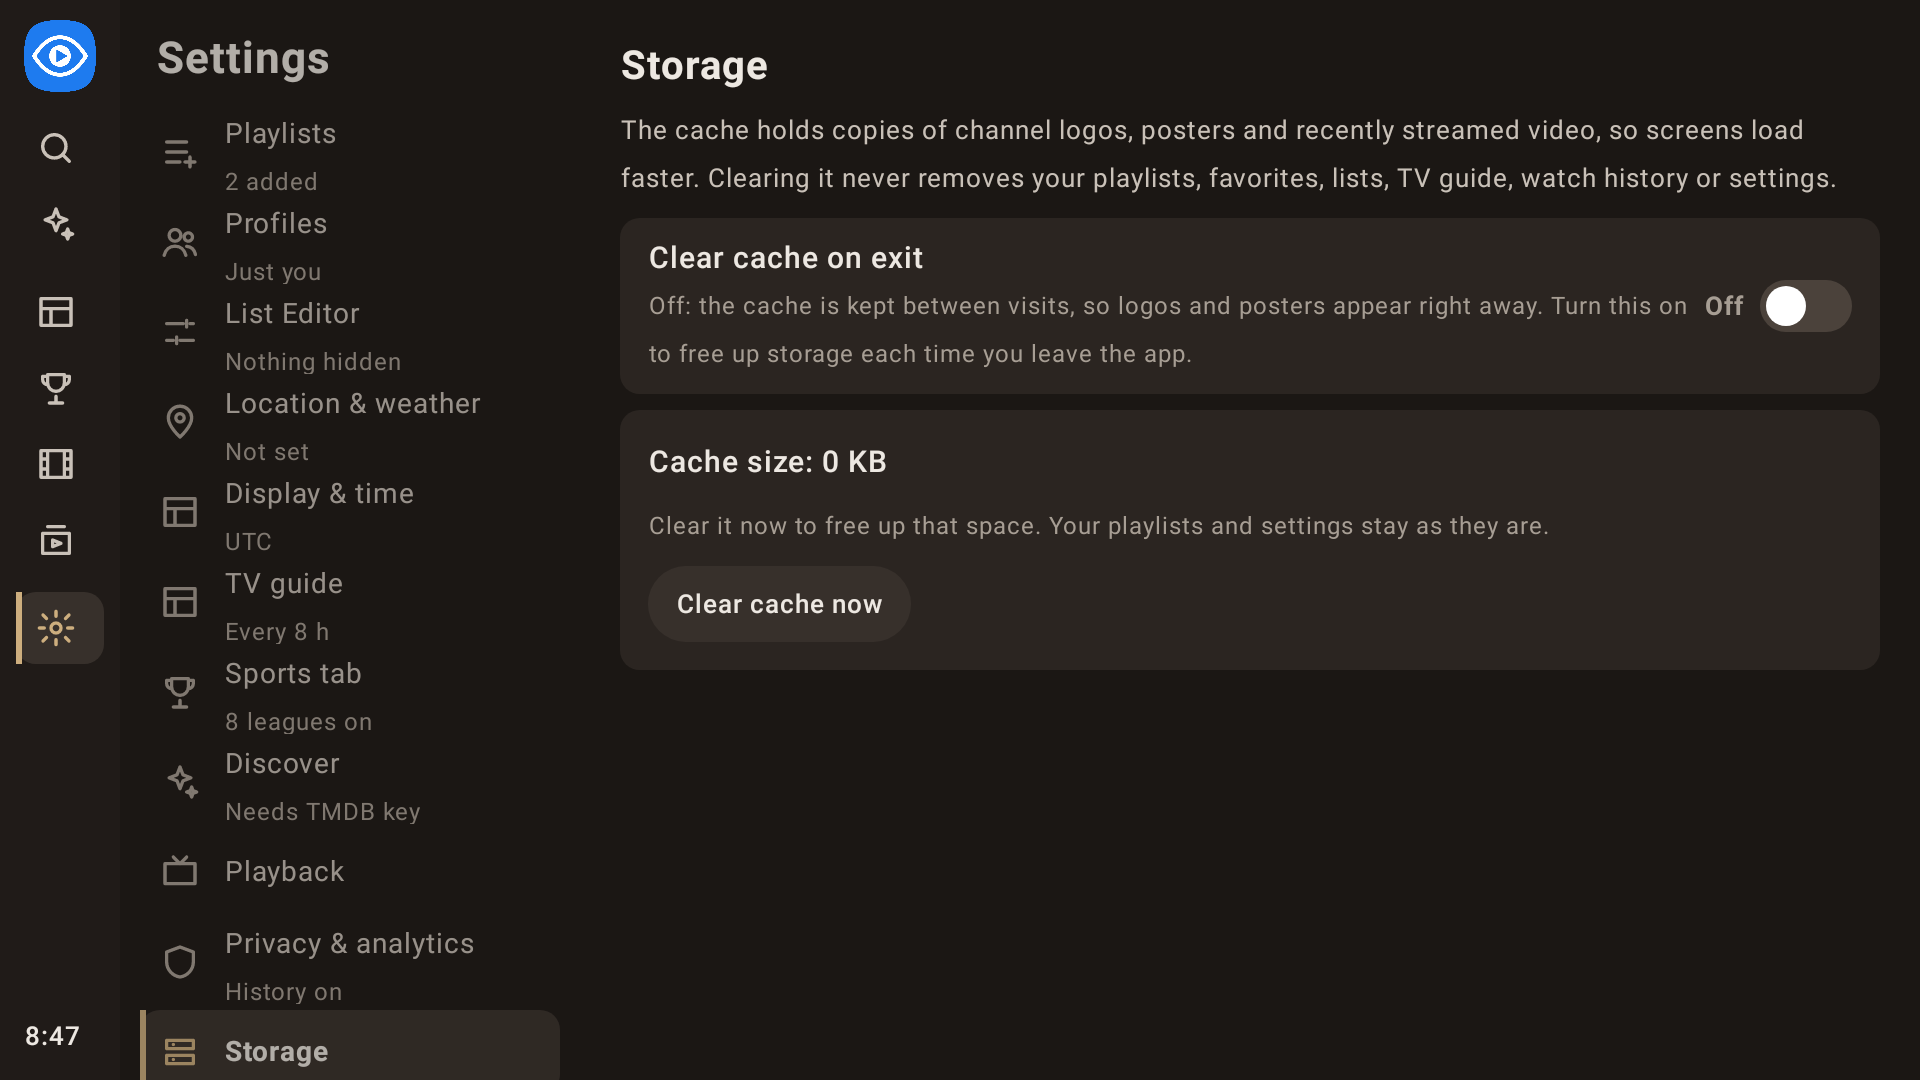 Settings
Playlists
2 added
Profiles
Just you
List Editor
Nothing hidden
Location & weather
Not set
Display & time
UTC
TV guide
Every 8 h
Sports tab
8 leagues on
Discover
Needs TMDB key
Playback
Privacy & analytics
History on
Storage
8:47
Storage
The cache holds copies of channel logos, posters and recently streamed video, so screens load
faster. Clearing it never removes your playlists, favorites, lists, TV guide, watch history or settings.
Clear cache on exit
Off: the cache is kept between visits, so logos and posters appear right away. Turn this on
to free up storage each time you leave the app.
Off
Cache size: 0 KB
Clear it now to free up that space. Your playlists and settings stay as they are.
Clear cache now